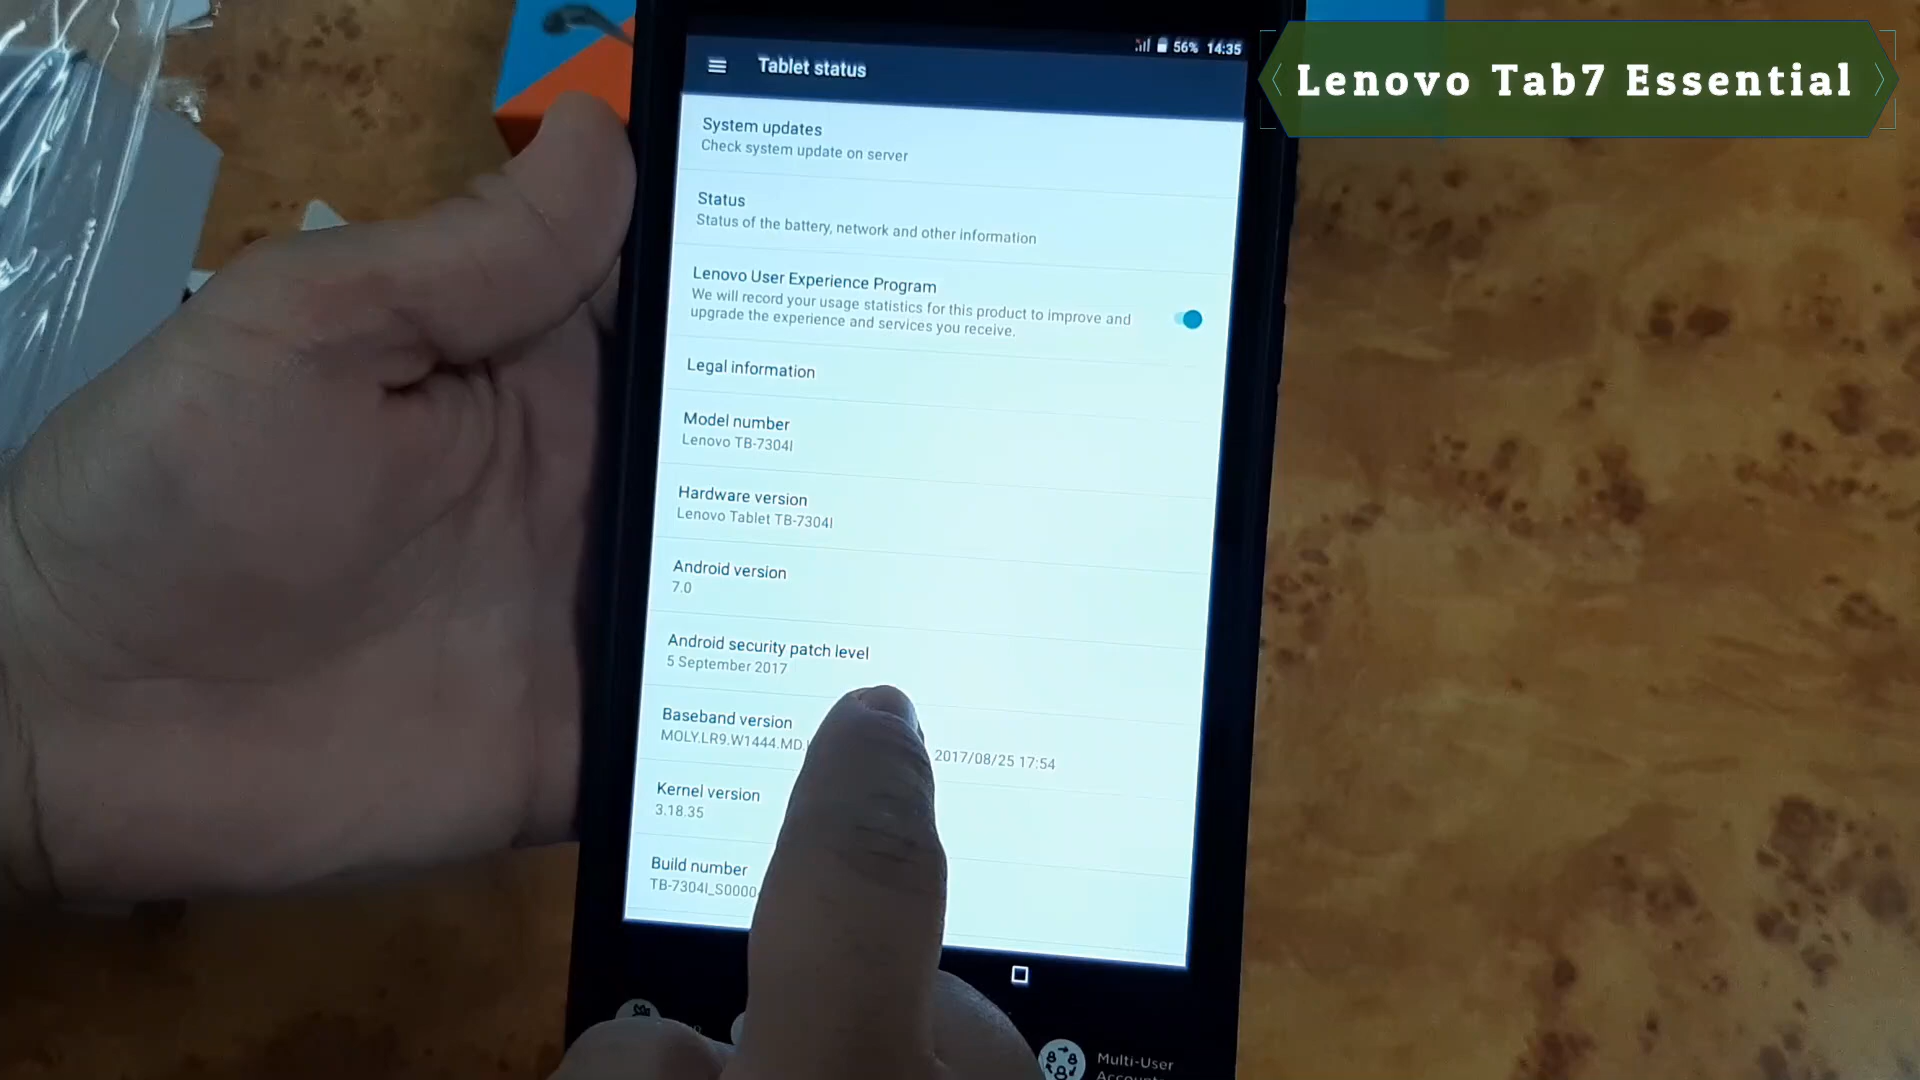 56% 14:35
Tablet status
Lenovo Tab7 Essential
System updates
Check system update on server
Status
Status of the battery, network and other information
Lenovo User Experience Program
We will record your usage statistics for this product to improve and
upgrade the experience and services you receive.
Legal information
Model number
Lenovo TB-7304I
Hardware version
Lenovo Tablet TB-7304I
Android version
7.0
Android security patch level
5 September 2017
Baseband version
MOLY.LR9.W1444.MD. 2017/08/25 17:54
Kernel version
3.18.35
Build number
TB-7304I_S0000
Multi-User